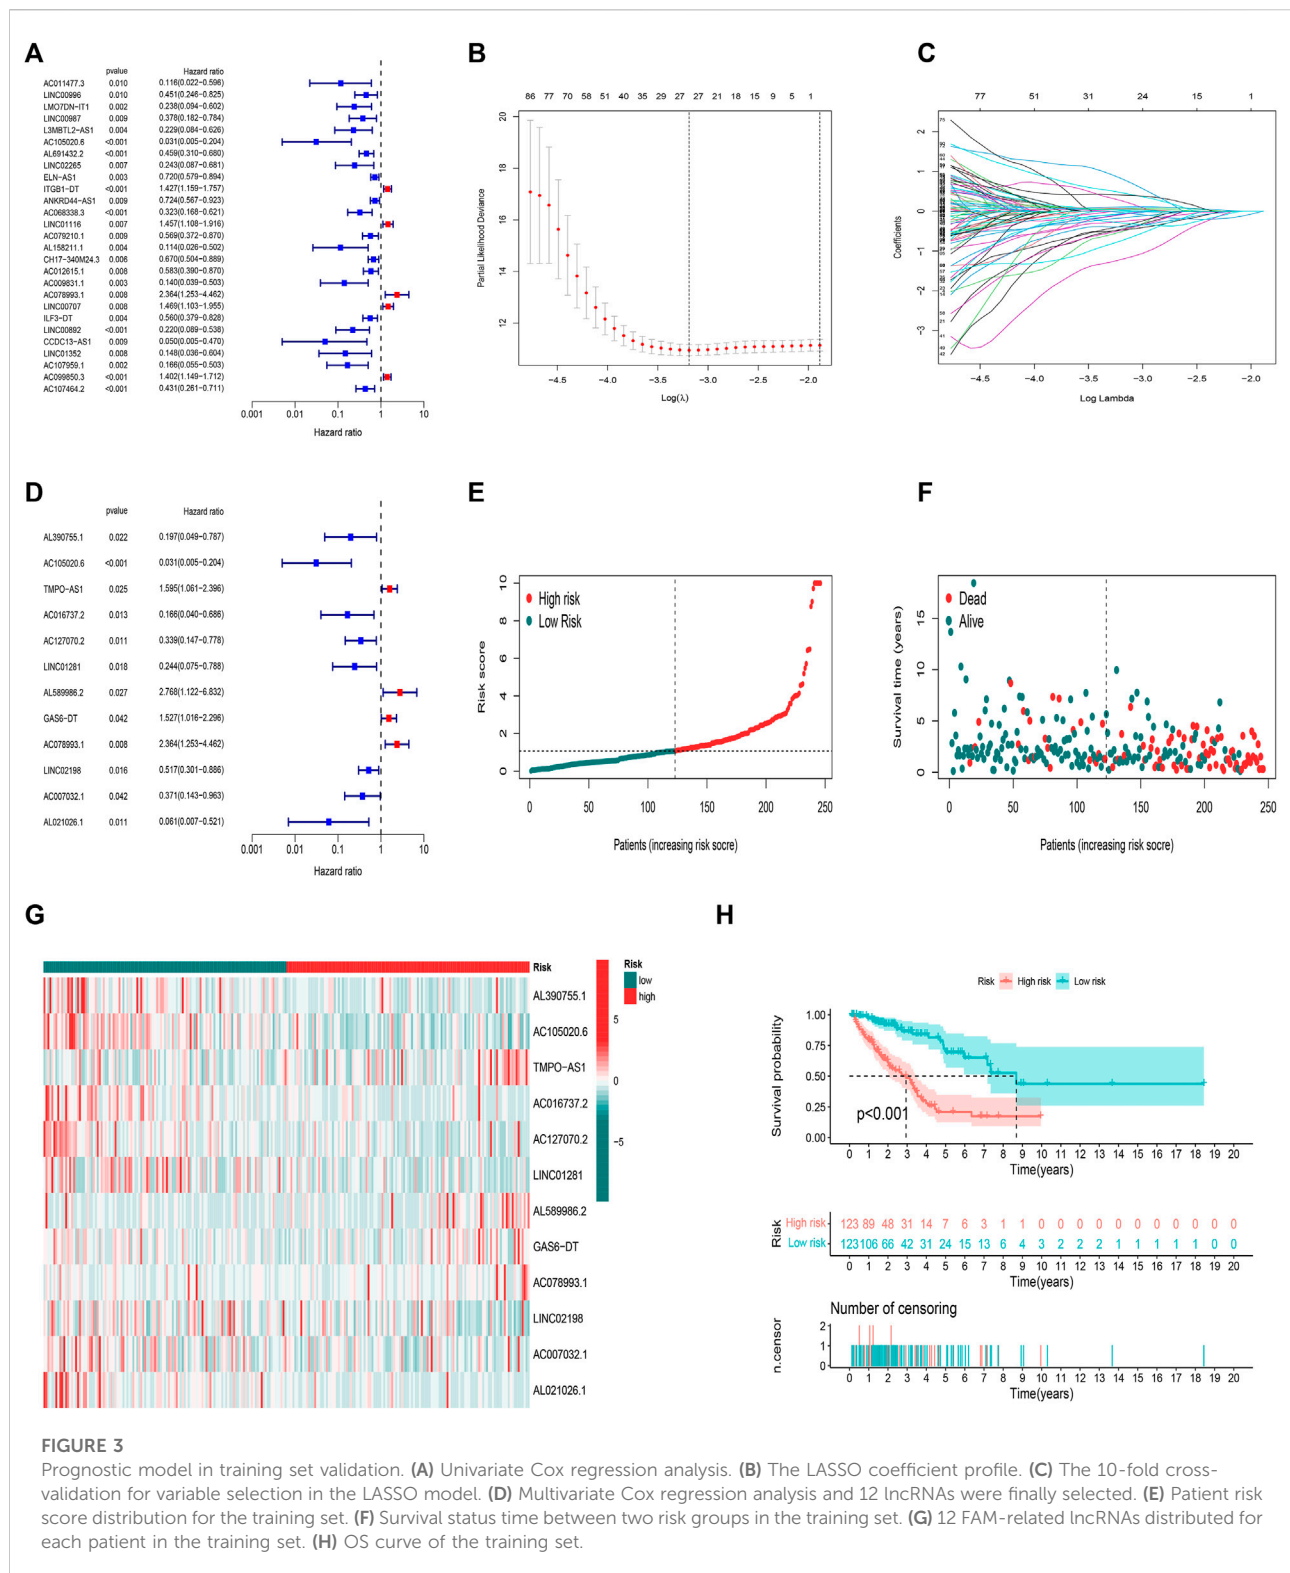 A
pvalue Hazard ratio
AC011477.3 0.010 0.116(0.022−0.596)
LINC00996 0.010 0.451(0.246−0.825)
LMO7DN−IT1 0.002 0.238(0.094−0.602)
LINC00987 0.009 0.378(0.182−0.784)
L3MBTL2−AS1 0.004 0.229(0.084−0.626)
AC105020.6 <0.001 0.031(0.005−0.204)
AL691432.2 <0.001 0.459(0.310−0.680)
LINC02265 0.007 0.243(0.087−0.681)
ELN−AS1 0.003 0.720(0.579−0.894)
ITGB1−DT <0.001 1.427(1.159−1.757)
ANKRD44−AS1 0.009 0.724(0.567−0.923)
AC068338.3 <0.001 0.323(0.168−0.621)
LINC01116 0.007 1.457(1.108−1.916)
AC079210.1 0.009 0.569(0.372−0.870)
AL158211.1 0.004 0.114(0.026−0.502)
CH17−340M24.3 0.006 0.670(0.504−0.889)
AC012615.1 0.008 0.583(0.390−0.870)
AC009831.1 0.003 0.140(0.039−0.503)
AC078993.1 0.008 2.364(1.253−4.462)
LINC00707 0.008 1.469(1.103−1.955)
ILF3−DT 0.004 0.560(0.379−0.828)
LINC00892 <0.001 0.220(0.089−0.538)
CCDC13−AS1 0.009 0.050(0.005−0.470)
LINC01352 0.008 0.148(0.036−0.604)
AC107959.1 0.002 0.166(0.055−0.503)
AC099850.3 <0.001 1.402(1.149−1.712)
AC107464.2 <0.001 0.431(0.261−0.711)
0.001 0.01 0.1 1 10
Hazard ratio
B
86 77 70 58 51 40 35 29 27 27 21 18 15 9 5 1
20
18
16
14
12
Partial Likelihood Deviance
−4.5 −4.0 −3.5 −3.0 −2.5 −2.0
Log(λ)
C
77 51 31 24 15 1
2
1
0
−1
−2
−3
Coefficients
−4.5 −4.0 −3.5 −3.0 −2.5 −2.0
Log Lambda
D
pvalue Hazard ratio
AL390755.1 0.022 0.197(0.049−0.787)
AC105020.6 <0.001 0.031(0.005−0.204)
TMPO−AS1 0.025 1.595(1.061−2.396)
AC016737.2 0.013 0.166(0.040−0.686)
AC127070.2 0.011 0.339(0.147−0.778)
LINC01281 0.018 0.244(0.075−0.788)
AL589986.2 0.027 2.768(1.122−6.832)
GAS6−DT 0.042 1.527(1.016−2.296)
AC078993.1 0.008 2.364(1.253−4.462)
LINC02198 0.016 0.517(0.301−0.886)
AC007032.1 0.042 0.371(0.143−0.963)
AL021026.1 0.011 0.061(0.007−0.521)
0.001 0.01 0.1 1 10
Hazard ratio
E
High risk
Low Risk
10
8
6
4
2
0
Risk score
0 50 100 150 200 250
Patients (increasing risk socre)
F
Dead
Alive
15
10
5
0
Survival time (years)
0 50 100 150 200 250
Patients (increasing risk socre)
G
Risk
AL390755.1
AC105020.6
TMPO−AS1
AC016737.2
AC127070.2
LINC01281
AL589986.2
GAS6−DT
AC078993.1
LINC02198
AC007032.1
AL021026.1
5
0
−5
Risk
low
high
H
Risk High risk Low risk
1.00
0.75
0.50
0.25
0.00
Survival probability
p<0.001
0 1 2 3 4 5 6 7 8 9 10 11 12 13 14 15 16 17 18 19 20
Time(years)
Risk
High risk 123 89 48 31 14 7 6 3 1 1 0 0 0 0 0 0 0 0 0 0 0
Low risk 123 106 66 42 31 24 15 13 6 4 3 2 2 2 1 1 1 1 1 0 0
0 1 2 3 4 5 6 7 8 9 10 11 12 13 14 15 16 17 18 19 20
Time(years)
Number of censoring
2
1
0
n.censor
0 1 2 3 4 5 6 7 8 9 10 11 12 13 14 15 16 17 18 19 20
Time(years)
FIGURE 3
Prognostic model in training set validation. (A) Univariate Cox regression analysis. (B) The LASSO coefficient profile. (C) The 10-fold cross-
validation for variable selection in the LASSO model. (D) Multivariate Cox regression analysis and 12 lncRNAs were finally selected. (E) Patient risk
score distribution for the training set. (F) Survival status time between two risk groups in the training set. (G) 12 FAM-related lncRNAs distributed for
each patient in the training set. (H) OS curve of the training set.